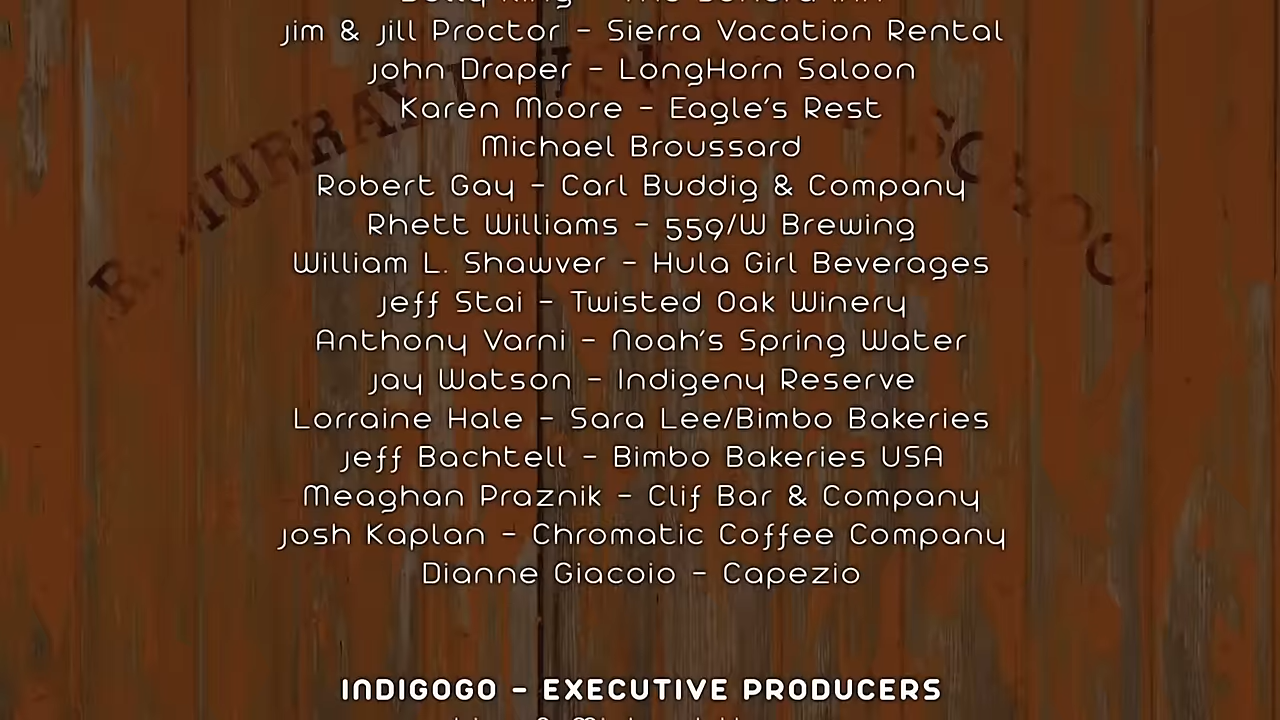 Jim & Jill Proctor - Sierra Vacation Rental
John Draper - LongHorn Saloon
Karen Moore - Eagle's Rest
Michael Broussard
Robert Gay - Carl Buddig & Company
Rhett Williams - 559/W Brewing
William L. Shawver - Hula Girl Beverages
Jeff Stai - Twisted Oak Winery
Anthony Varni - Noah's Spring Water
Jay Watson - Indigeny Reserve
Lorraine Hale - Sara Lee/Bimbo Bakeries
Jeff Bachtell - Bimbo Bakeries USA
Meaghan Praznik - Clif Bar & Company
Josh Kaplan - Chromatic Coffee Company
Dianne Giacoio - Capezio
INDIGOGO - EXECUTIVE PRODUCERS
R. MURRAY